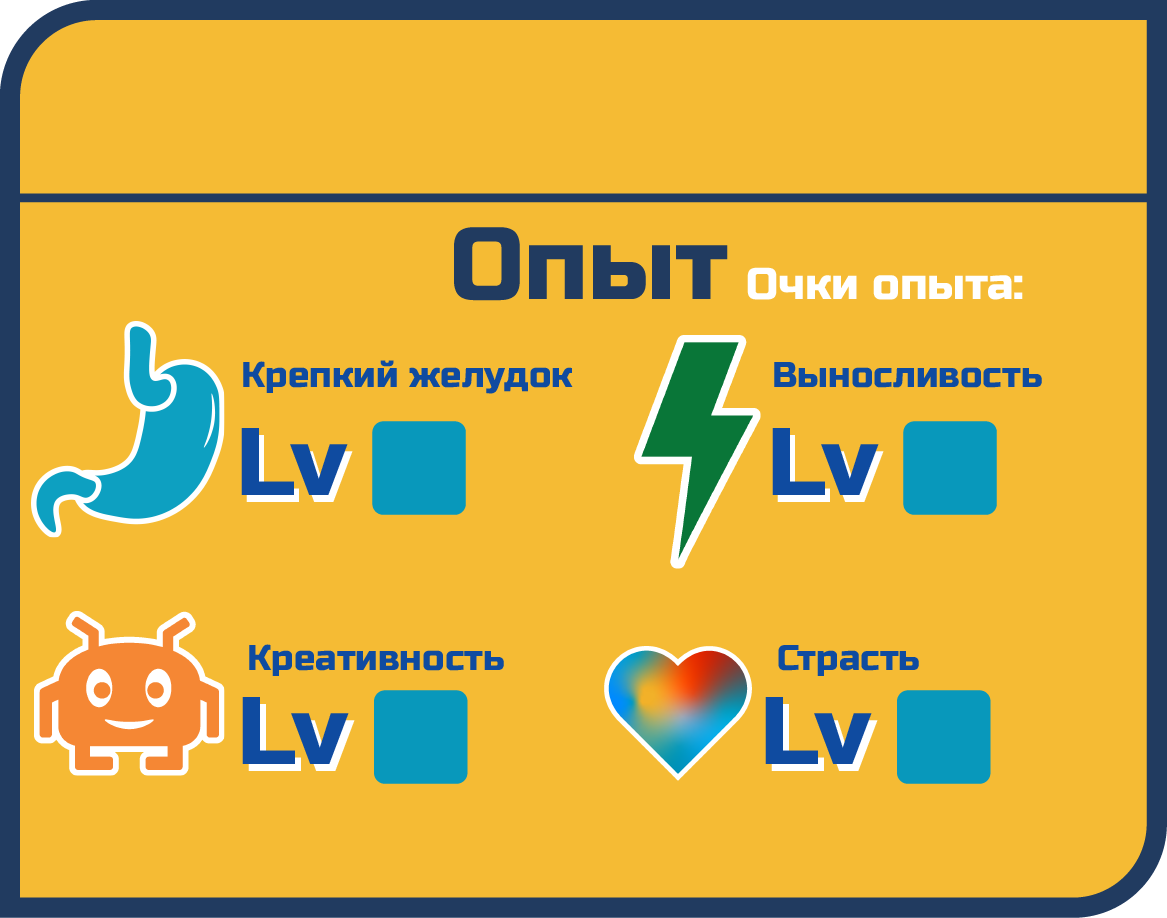 Опыт Очки опыта:
Крепкий желудок
Lv
Выносливость
Lv
Креативность
Lv
Страсть
Lv